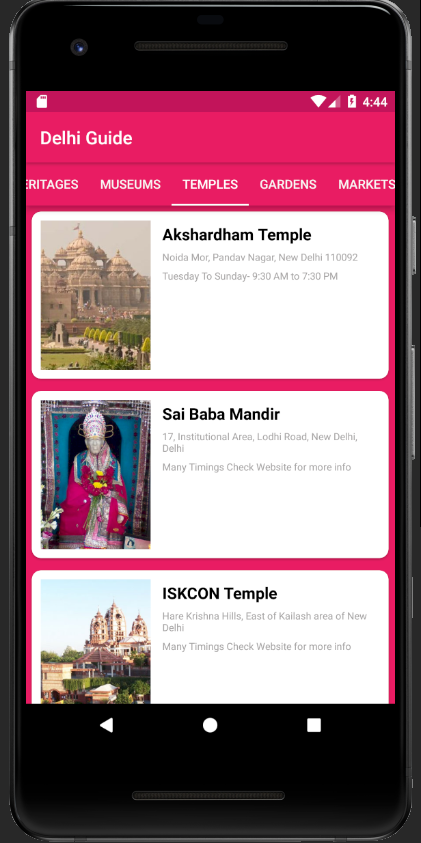 4:44
Delhi Guide
ERITAGES MUSEUMS TEMPLES GARDENS MARKETS
Akshardham Temple
Noida Mor, Pandav Nagar, New Delhi 110092
Tuesday To Sunday- 9:30 AM to 7:30 PM
Sai Baba Mandir
17, Institutional Area, Lodhi Road, New Delhi,
Delhi
Many Timings Check Website for more info
ISKCON Temple
Hare Krishna Hills, East of Kailash area of New
Delhi
Many Timings Check Website for more info